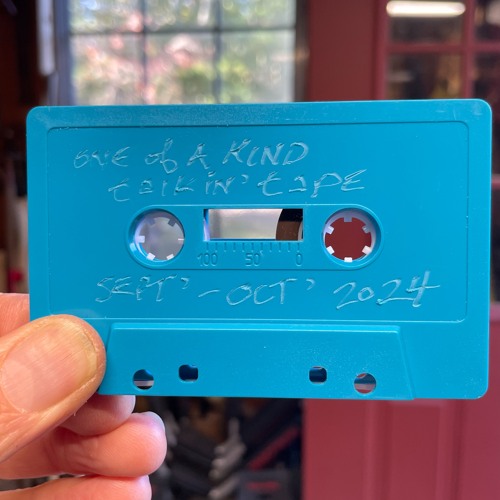 ONE of A KIND
talkin' tape
100 50 0
SEPT' - OCT' 2024